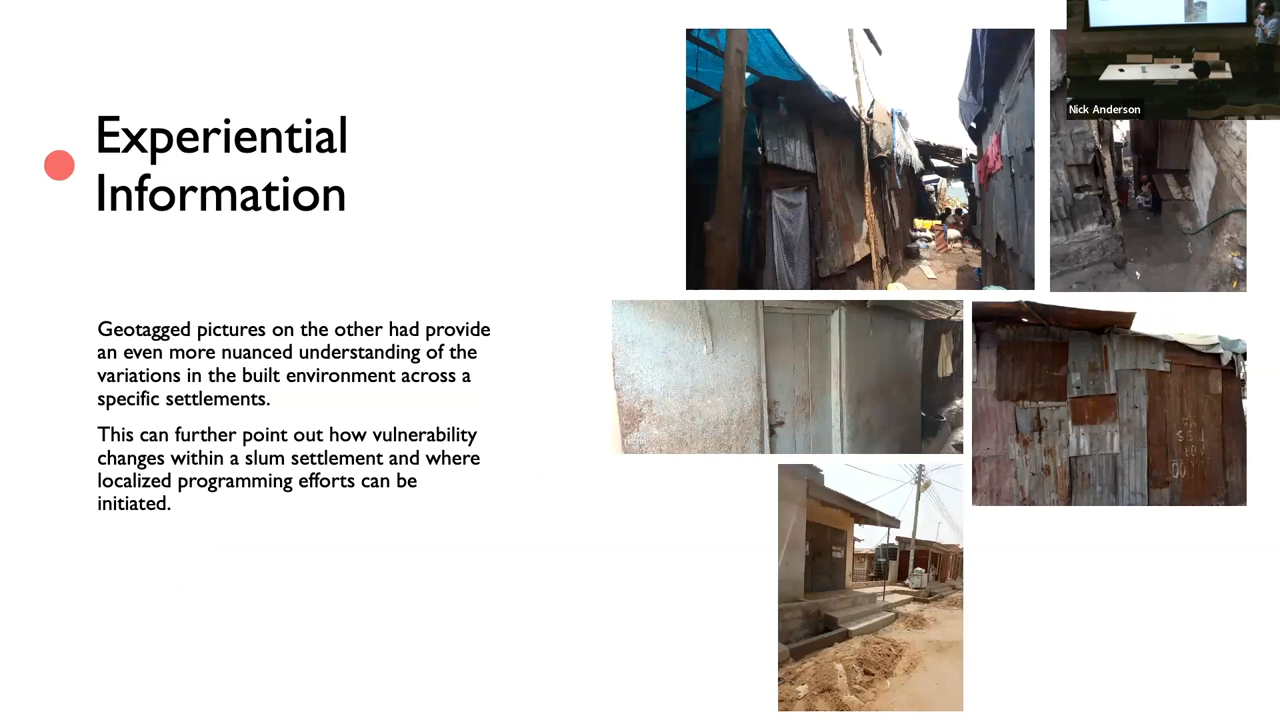 Experiential
Information
Geotagged pictures on the other had provide
an even more nuanced understanding of the
variations in the built environment across a
specific settlements.
This can further point out how vulnerability
changes within a slum settlement and where
localized programming efforts can be
initiated.
Nick Anderson